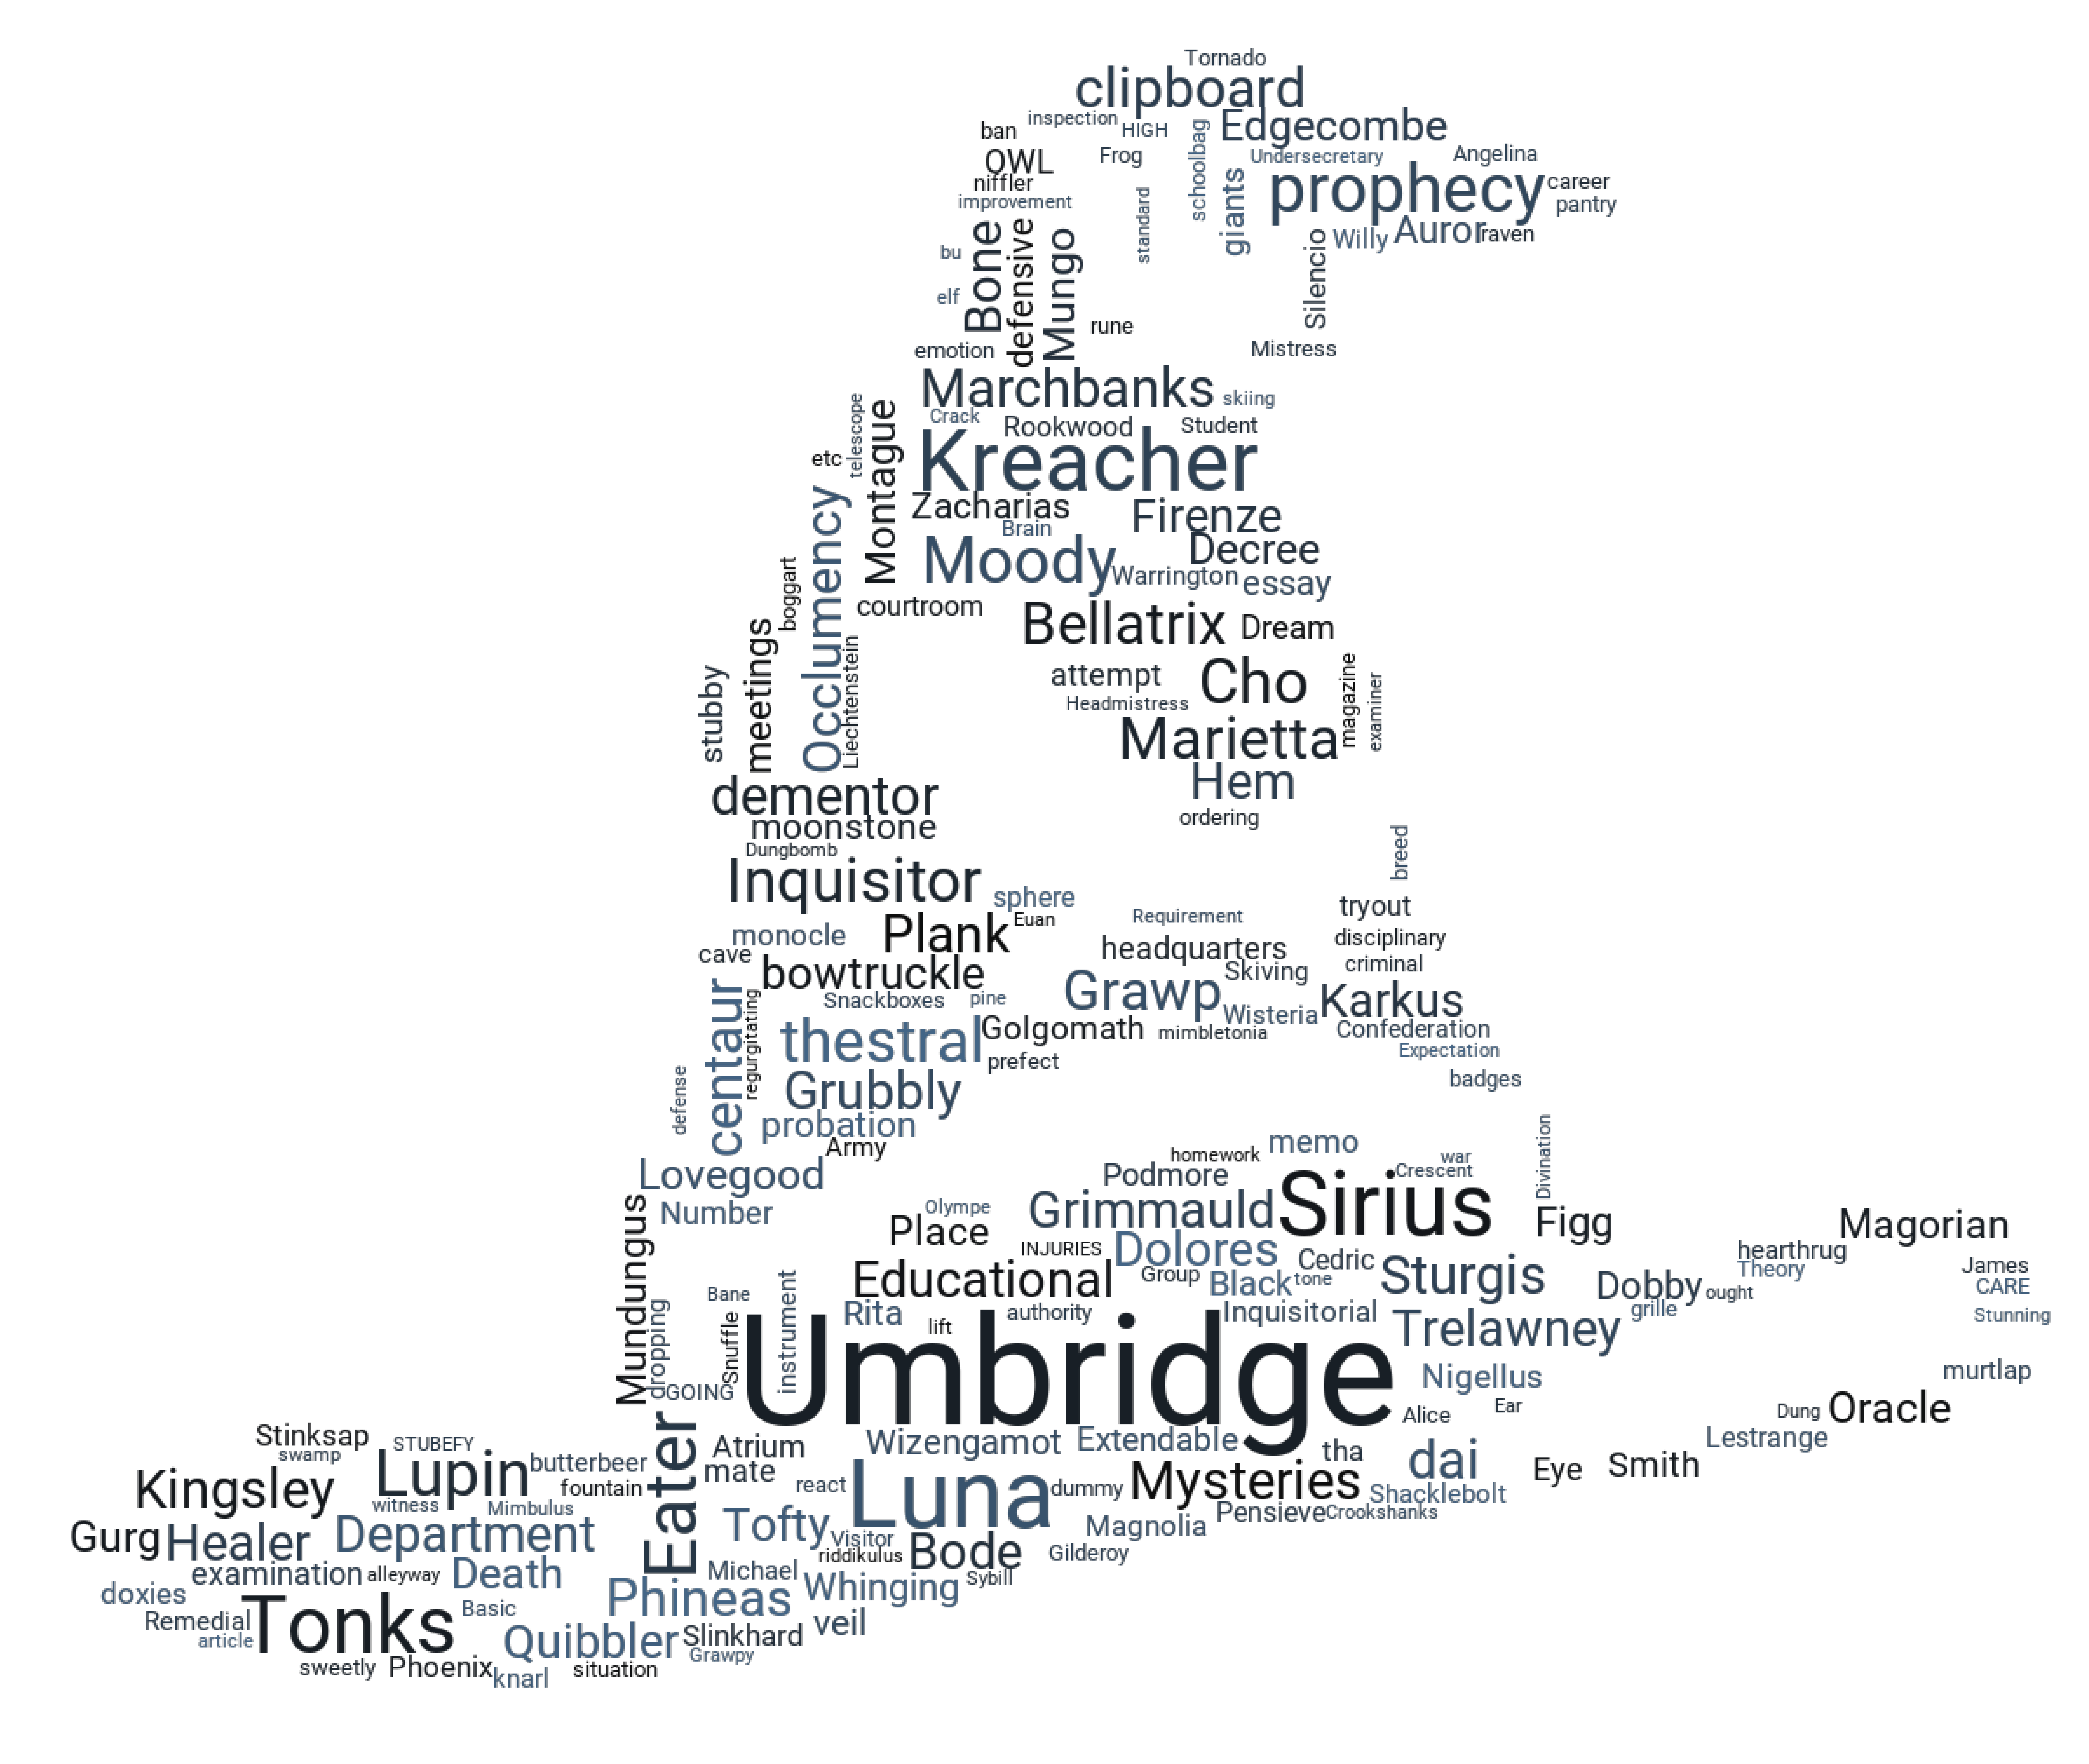 Tornado
clipboard
inspection
ban
HIGH
schoolbag
Edgecombe
OWL
Frog
Undersecretary
Angelina
niffler
standard
giants
prophecy
career
improvement
pantry
Bone
defensive
Mungo
Silencio
Willy
Auror
raven
bu
elf
rune
emotion
Mistress
Marchbanks
skiing
telescope
Montague
Crack
Rookwood
Student
etc
Kreacher
Occlumency
Zacharias
Brain
Firenze
Moody
Decree
boggart
Warrington
essay
courtroom
meetings
Bellatrix
Dream
stubby
Liechtenstein
attempt
Cho
magazine
examiner
Headmistress
Marietta
Hem
dementor
ordering
moonstone
breed
Dungbomb
Inquisitor
sphere
tryout
Requirement
Euan
monocle
Plank
headquarters
disciplinary
cave
criminal
bowtruckle
Skiving
centaur
regurgitating
Snackboxes
pine
Grawp
Wisteria
Karkus
thestral
Golgomath
mimbletonia
Confederation
prefect
Expectation
defense
Grubbly
badges
probation
Army
homework
memo
Divination
war
Lovegood
Podmore
Crescent
Mundungus
Number
Olympe
Grimmauld
Sirius
Place
Figg
Magorian
INJURIES
Dolores
Cedric
hearthrug
Educational
Group
Black
tone
Sturgis
Theory
James
Dobby
ought
CARE
Bane
instrument
dropping
Snuffle
Rita
lift
authority
Inquisitorial
grille
Stunning
Umbridge
Trelawney
GOING
Nigellus
murtlap
Eater
Alice
Ear
Dung
Oracle
Stinksap
STUBEFY
Atrium
Wizengamot
Extendable
Lestrange
swamp
Lupin
butterbeer
mate
tha
dai
Eye
Smith
Kingsley
fountain
react
Luna
dummy
Mysteries
Shacklebolt
witness
Mimbulus
Pensieve
Crookshanks
Gurg
Healer
Department
Tofty
Visitor
Magnolia
riddikulus
Bode
Gilderoy
examination
alleyway
Death
Michael
Sybill
doxies
Phineas
Whinging
Remedial
Tonks
Basic
veil
article
Quibbler
Slinkhard
Grawpy
sweetly
Phoenix
knarl
situation